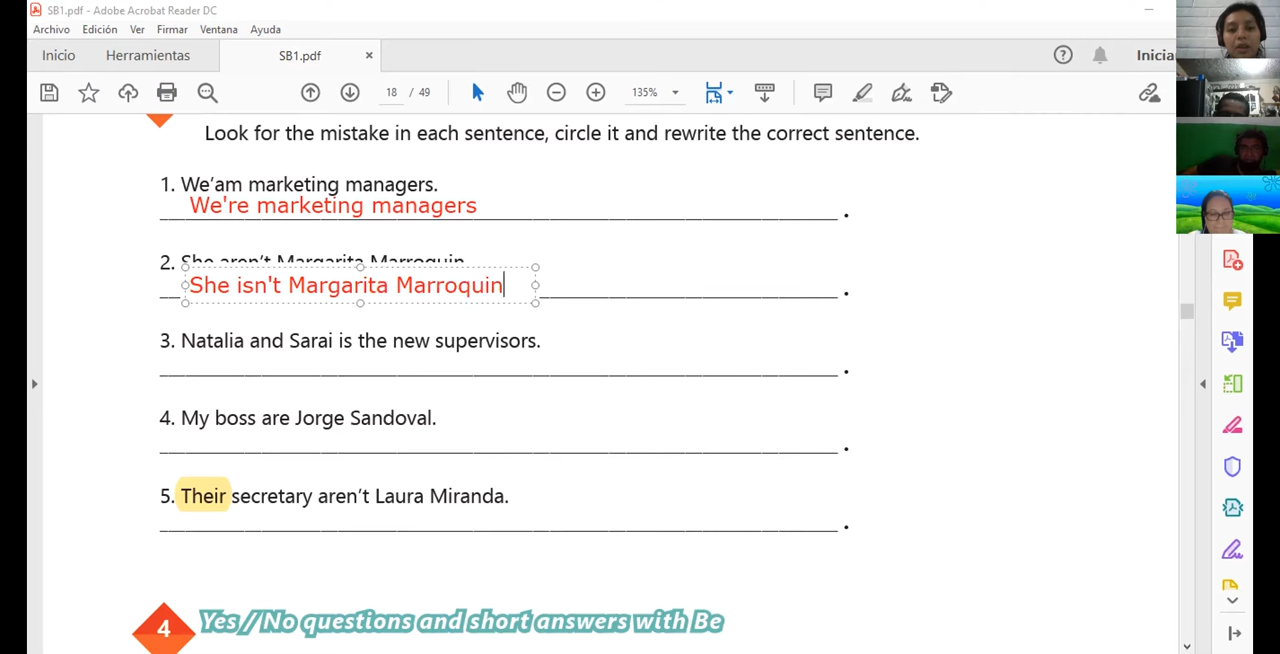 SB1.pdf - Adobe Acrobat Reader DC
Archivo Edición Ver Firmar Ventana Ayuda
Inicio Herramientas SB1.pdf × ? Inicia
18 / 49 135%
Look for the mistake in each sentence, circle it and rewrite the correct sentence.
1. We'am marketing managers.
We're marketing managers
2. She aren't Margarita Marroquin.
She isn't Margarita Marroquin
3. Natalia and Sarai is the new supervisors.
4. My boss are Jorge Sandoval.
5. Their secretary aren't Laura Miranda.
4 Yes / No questions and short answers with Be